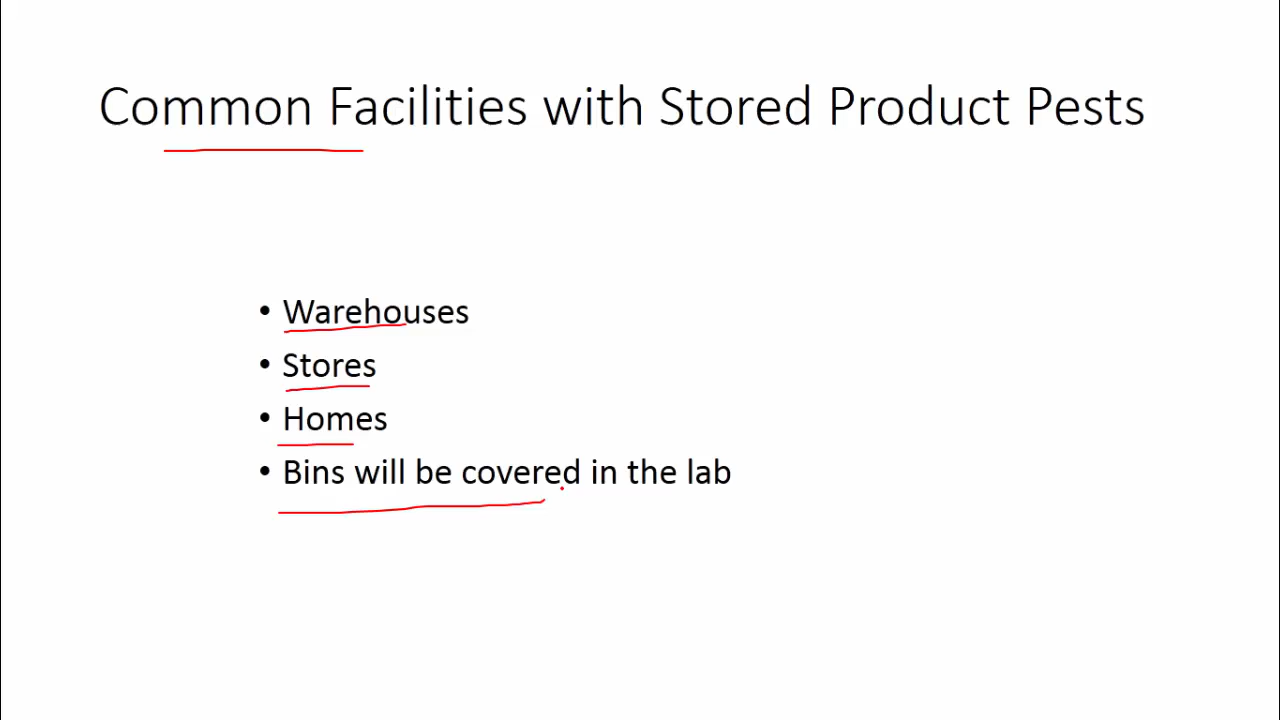 Common Facilities with Stored Product Pests
• Warehouses
• Stores
• Homes
• Bins will be covered in the lab